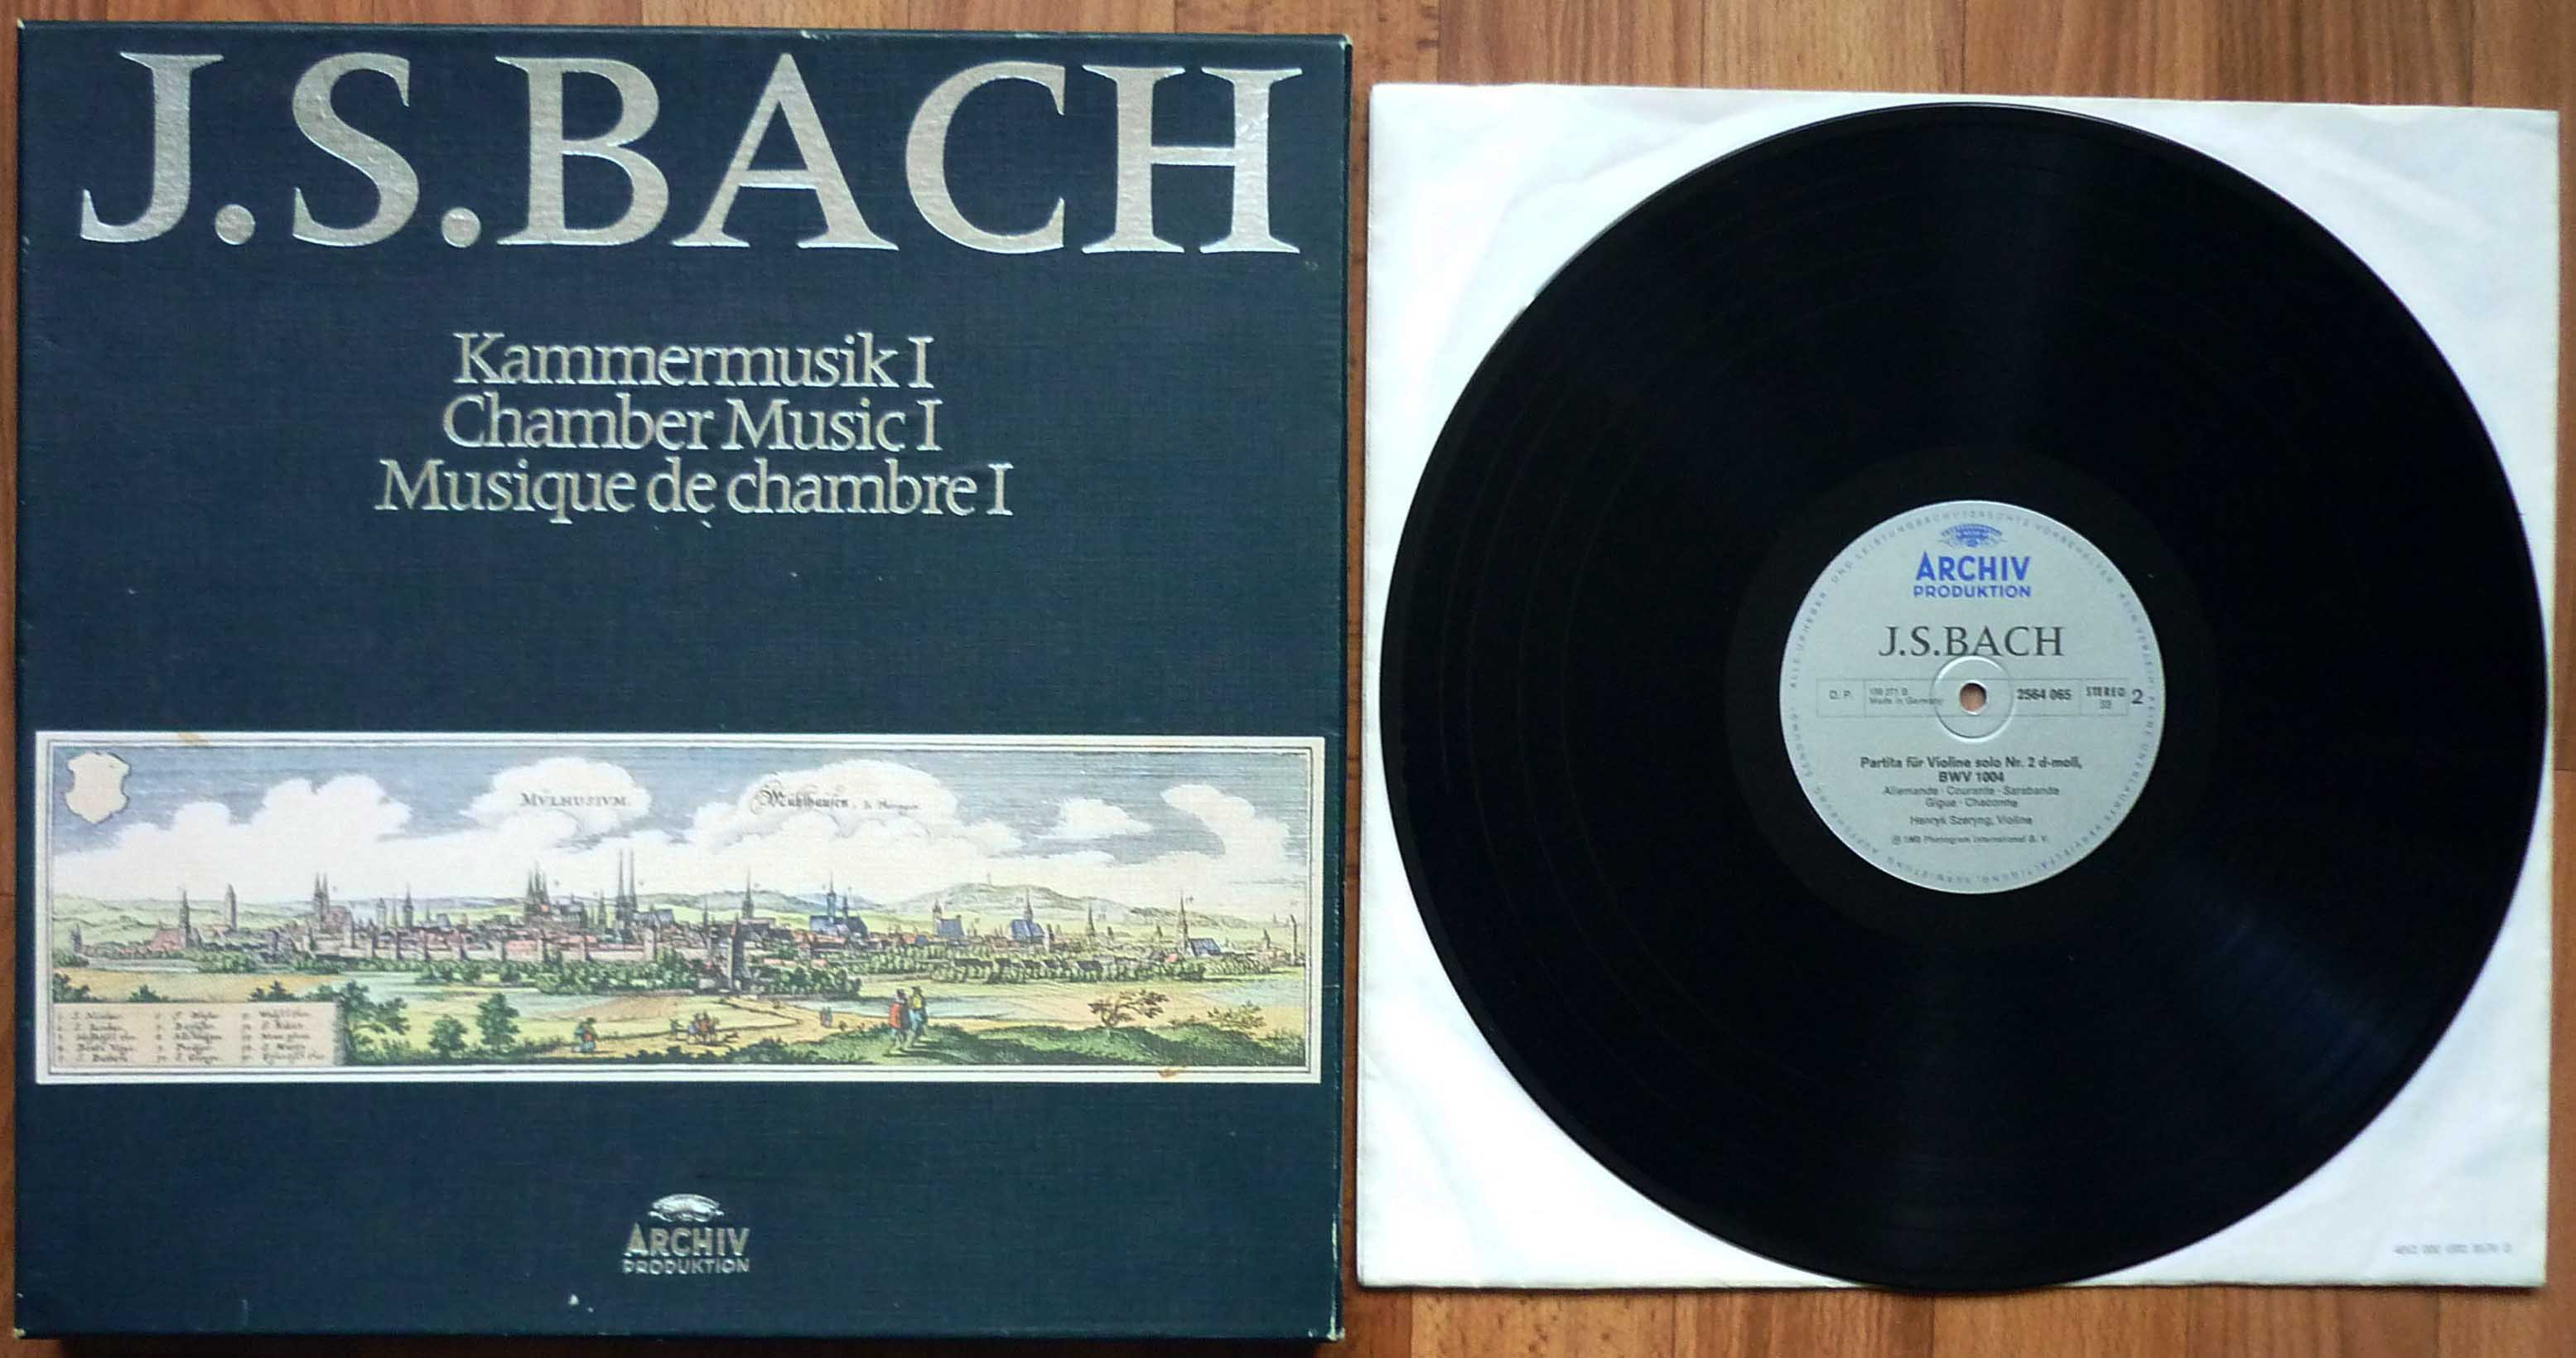 J.S.BACH
Kammermusik I
Chamber Music I
Musique de chambre I
MVLHUSIVM.
Mühlhausen
ARCHIV
PRODUKTION
ARCHIV
PRODUKTION
J.S.BACH
D. P.
Made in Germany
2564 065
STEREO
33
2
Partita für Violine solo Nr. 2 d-moll,
BWV 1004
Allemande · Courante · Sarabande
Gigue · Chaconne
Henryk Szeryng, Violine
Phonogram International B. V.